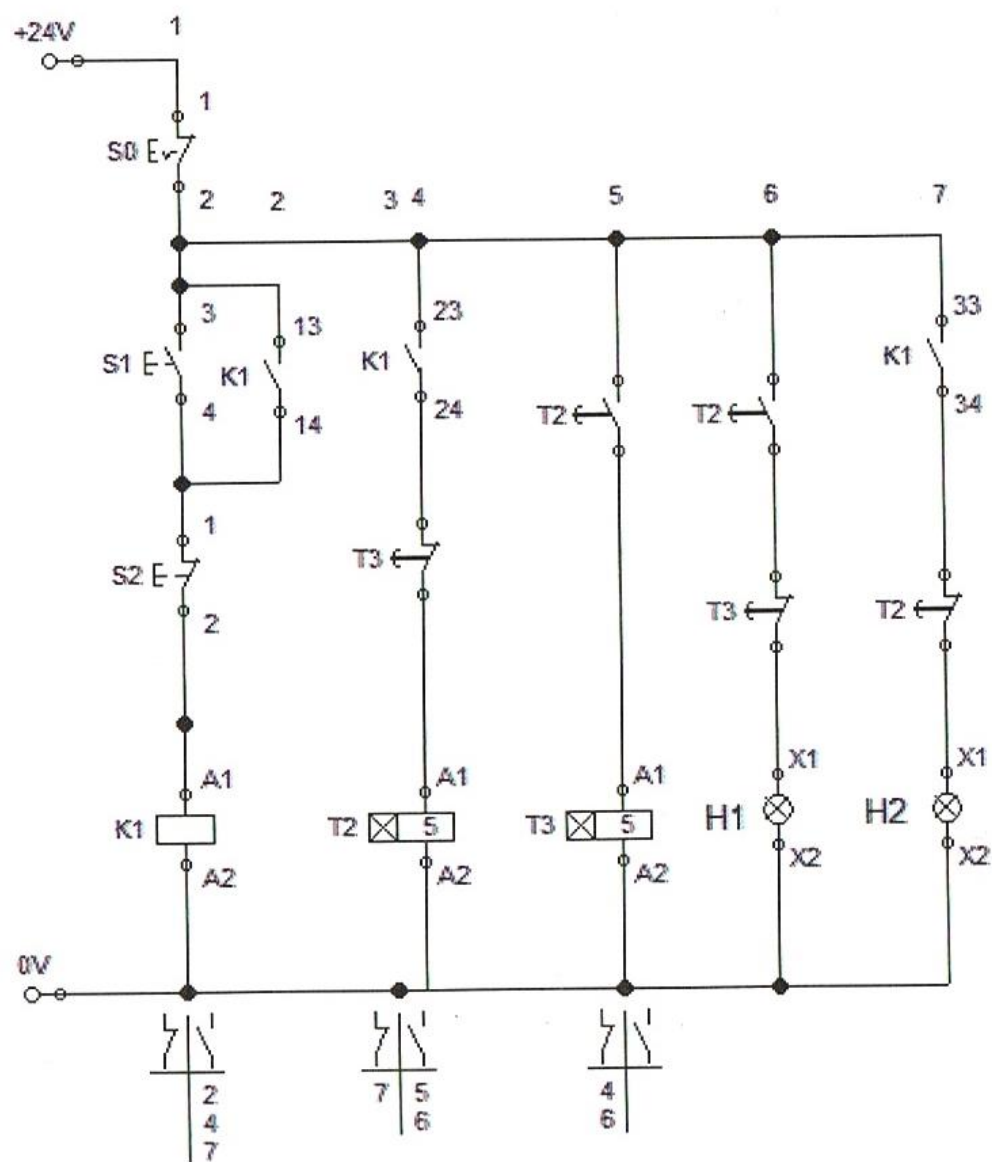 1
+24V
1
S0
2 2 3 4 5 6 7
3 13 23 33
S1 K1 K1 K1
4 14 24 T2 T2 34
1 T3
S2 T3 T2
2
A1 A1 A1 X1 X1
K1 T2 5 T3 5 H1 H2
A2 A2 A2 X2 X2
0V
2 7 5 4
4 6 6
7